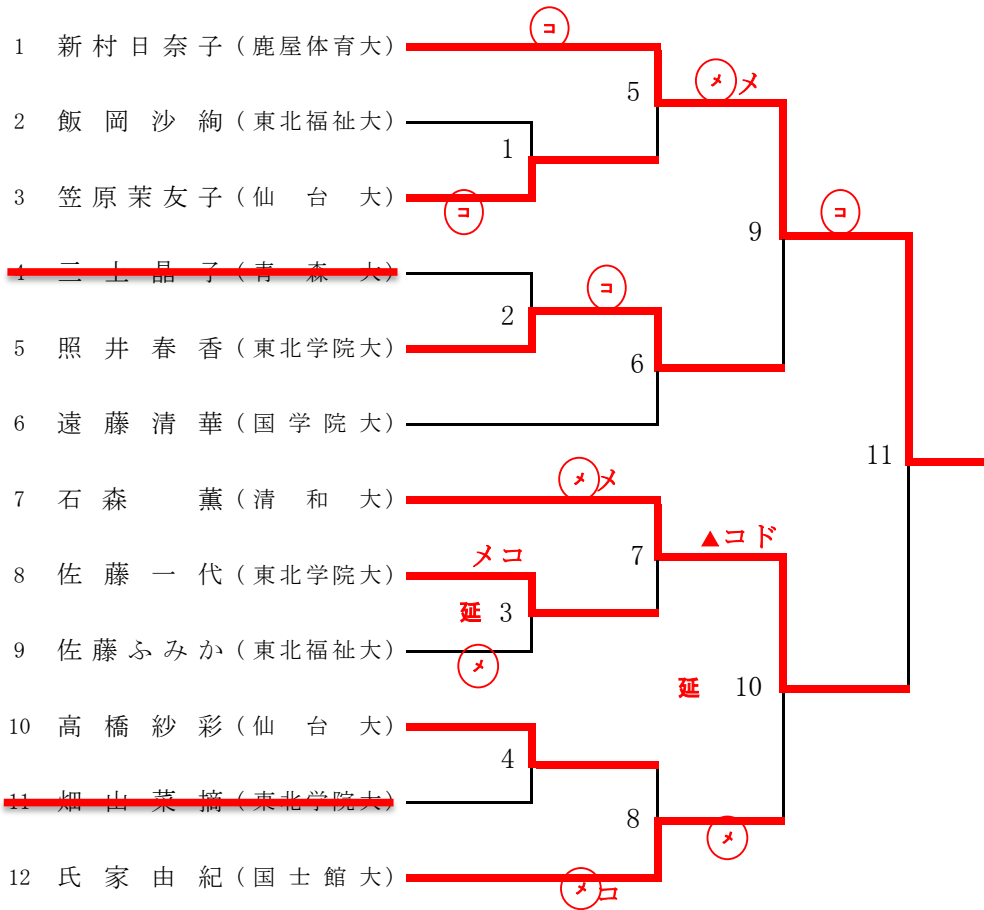 コ
1 新村日奈子（鹿屋体育大）
5
メメ
2 飯岡沙絢（東北福祉大）
1
3 笠原茉友子（仙台大）
コ
コ
9
4 三上晶子（青森大）
コ
2
5 照井春香（東北学院大）
6
6 遠藤清華（国学院大）
11
メメ
7 石森薫（清和大）
▲コド
メコ
7
8 佐藤一代（東北学院大）
延 3
9 佐藤ふみか（東北福祉大）
メ
延 10
10 高橋紗彩（仙台大）
4
11 畑山菜摘（東北学院大）
8
メ
12 氏家由紀（国士館大）
メコ